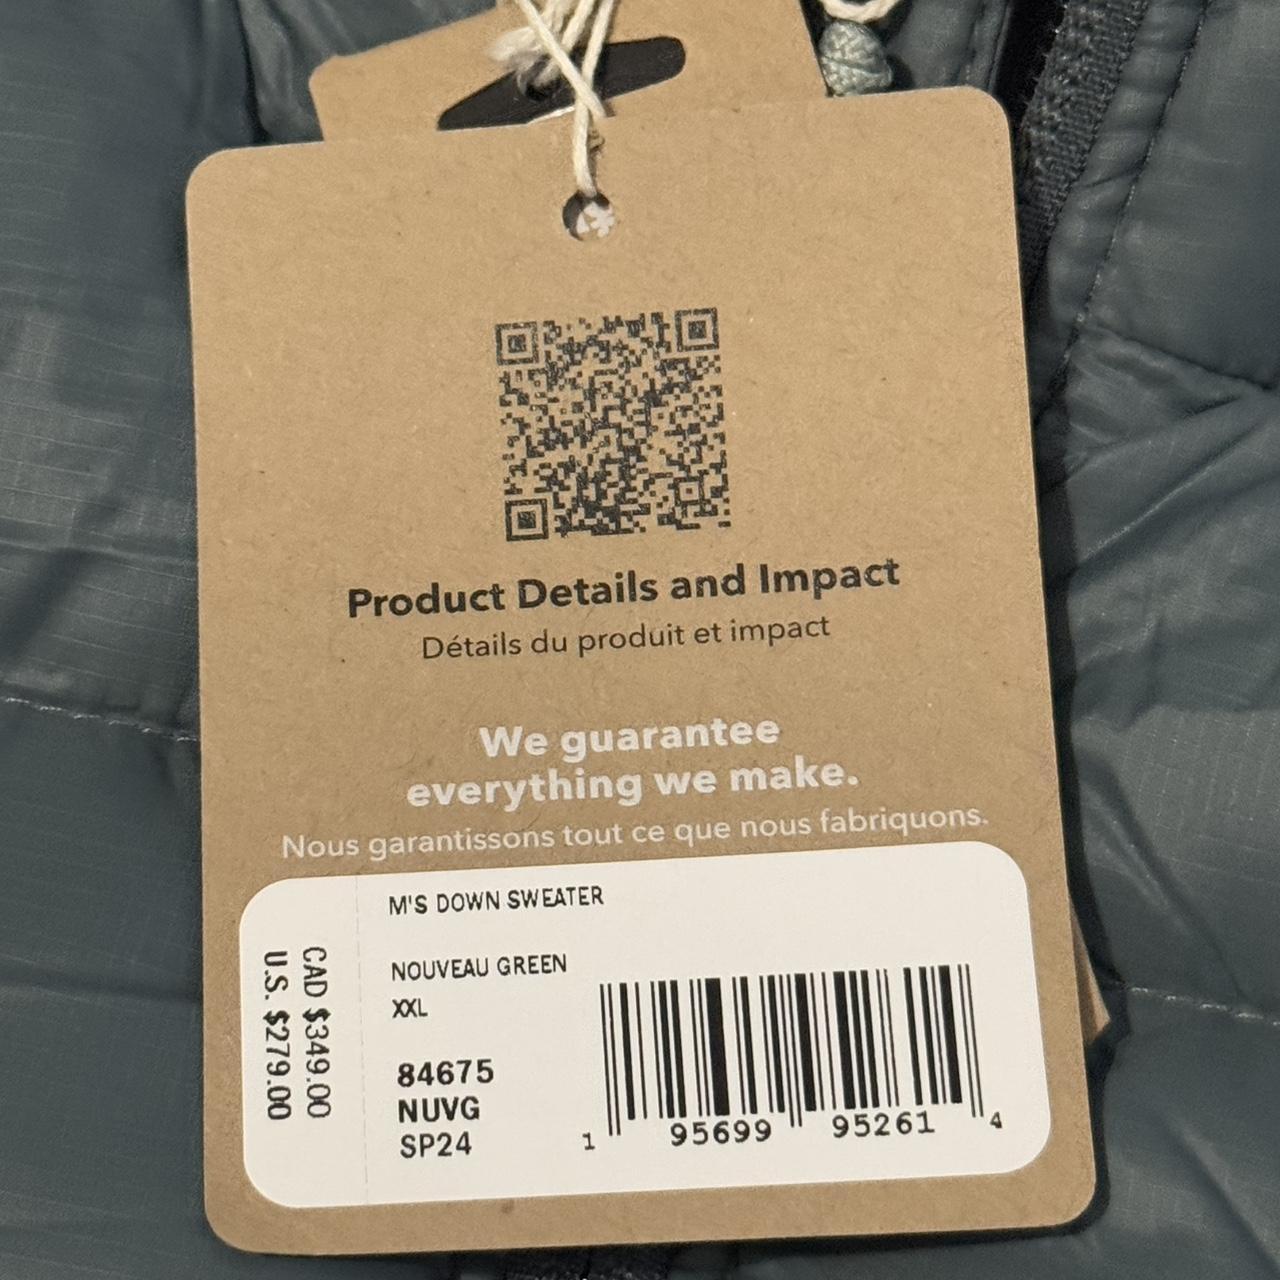 Product Details and Impact
Détails du produit et impact
We guarantee
everything we make.
Nous garantissons tout ce que nous fabriquons.
CAD $349.00
U.S. $279.00
M'S DOWN SWEATER
NOUVEAU GREEN
XXL
84675
NUVG
SP24
1 95699 95261 4